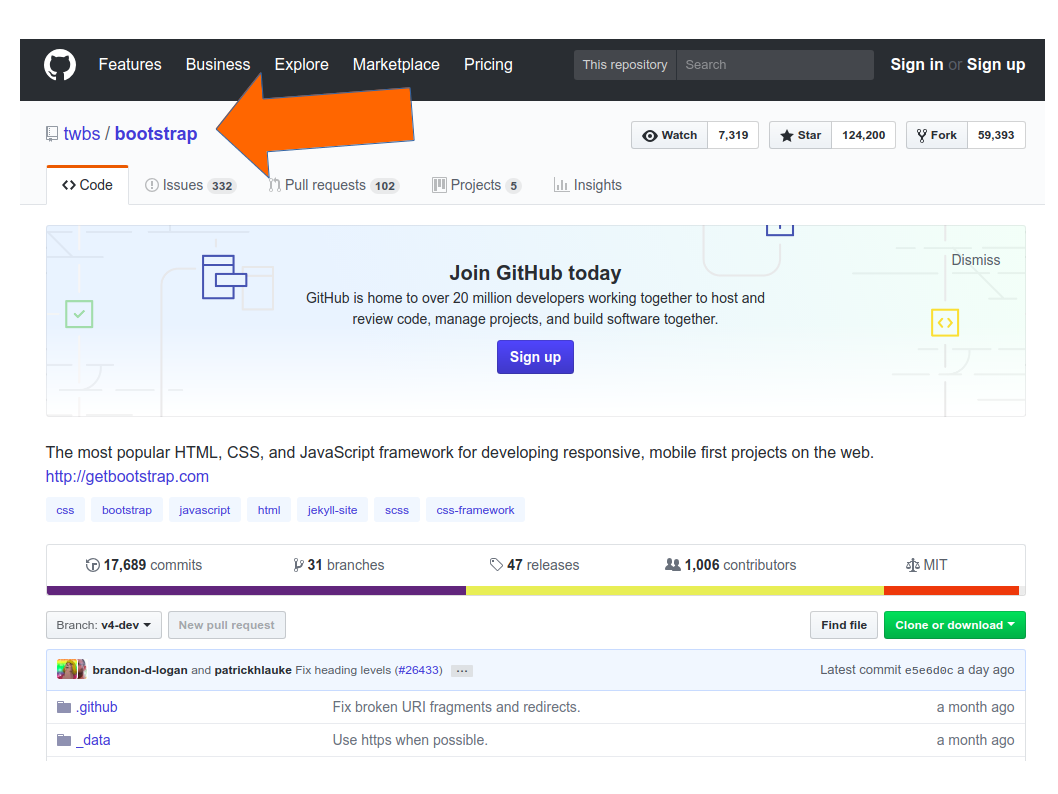 Features Business Explore Marketplace Pricing This repository Search Sign in or Sign up
twbs / bootstrap Watch 7,319 Star 124,200 Fork 59,393
Code Issues 332 Pull requests 102 Projects 5 Insights
Dismiss
Join GitHub today
GitHub is home to over 20 million developers working together to host and
review code, manage projects, and build software together.
Sign up
The most popular HTML, CSS, and JavaScript framework for developing responsive, mobile first projects on the web.
http://getbootstrap.com
css bootstrap javascript html jekyll-site scss css-framework
17,689 commits 31 branches 47 releases 1,006 contributors MIT
Branch: v4-dev New pull request Find file Clone or download
brandon-d-logan and patrickhlauke Fix heading levels (#26433) ... Latest commit e5e6d0c a day ago
.github Fix broken URI fragments and redirects. a month ago
_data Use https when possible. a month ago